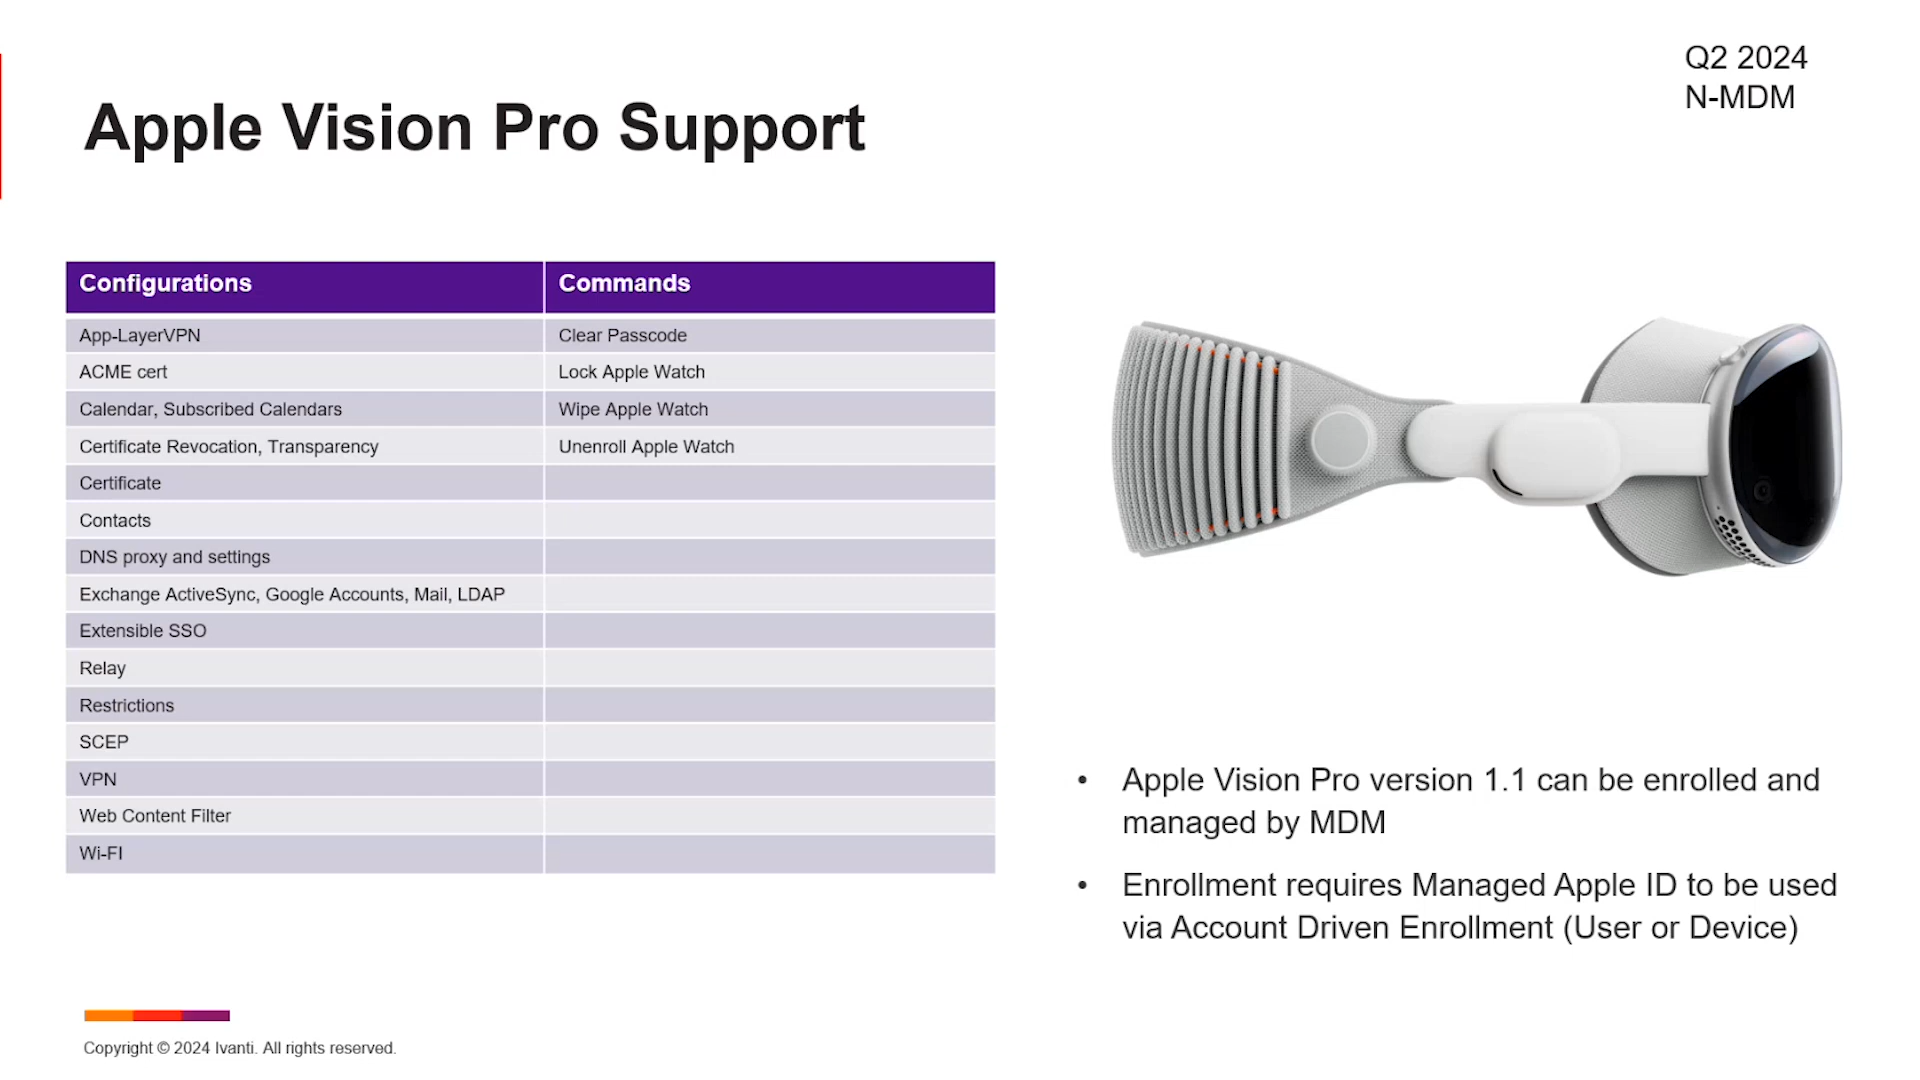 Q2 2024
N-MDM
Apple Vision Pro Support
Configurations
Commands
App-LayerVPN
Clear Passcode
ACME cert
Lock Apple Watch
Calendar, Subscribed Calendars
Wipe Apple Watch
Certificate Revocation, Transparency
Unenroll Apple Watch
Certificate
Contacts
DNS proxy and settings
Exchange ActiveSync, Google Accounts, Mail, LDAP
Extensible SSO
Relay
Restrictions
SCEP
VPN
Web Content Filter
Wi-FI
• Apple Vision Pro version 1.1 can be enrolled and
managed by MDM
• Enrollment requires Managed Apple ID to be used
via Account Driven Enrollment (User or Device)
Copyright © 2024 Ivanti. All rights reserved.